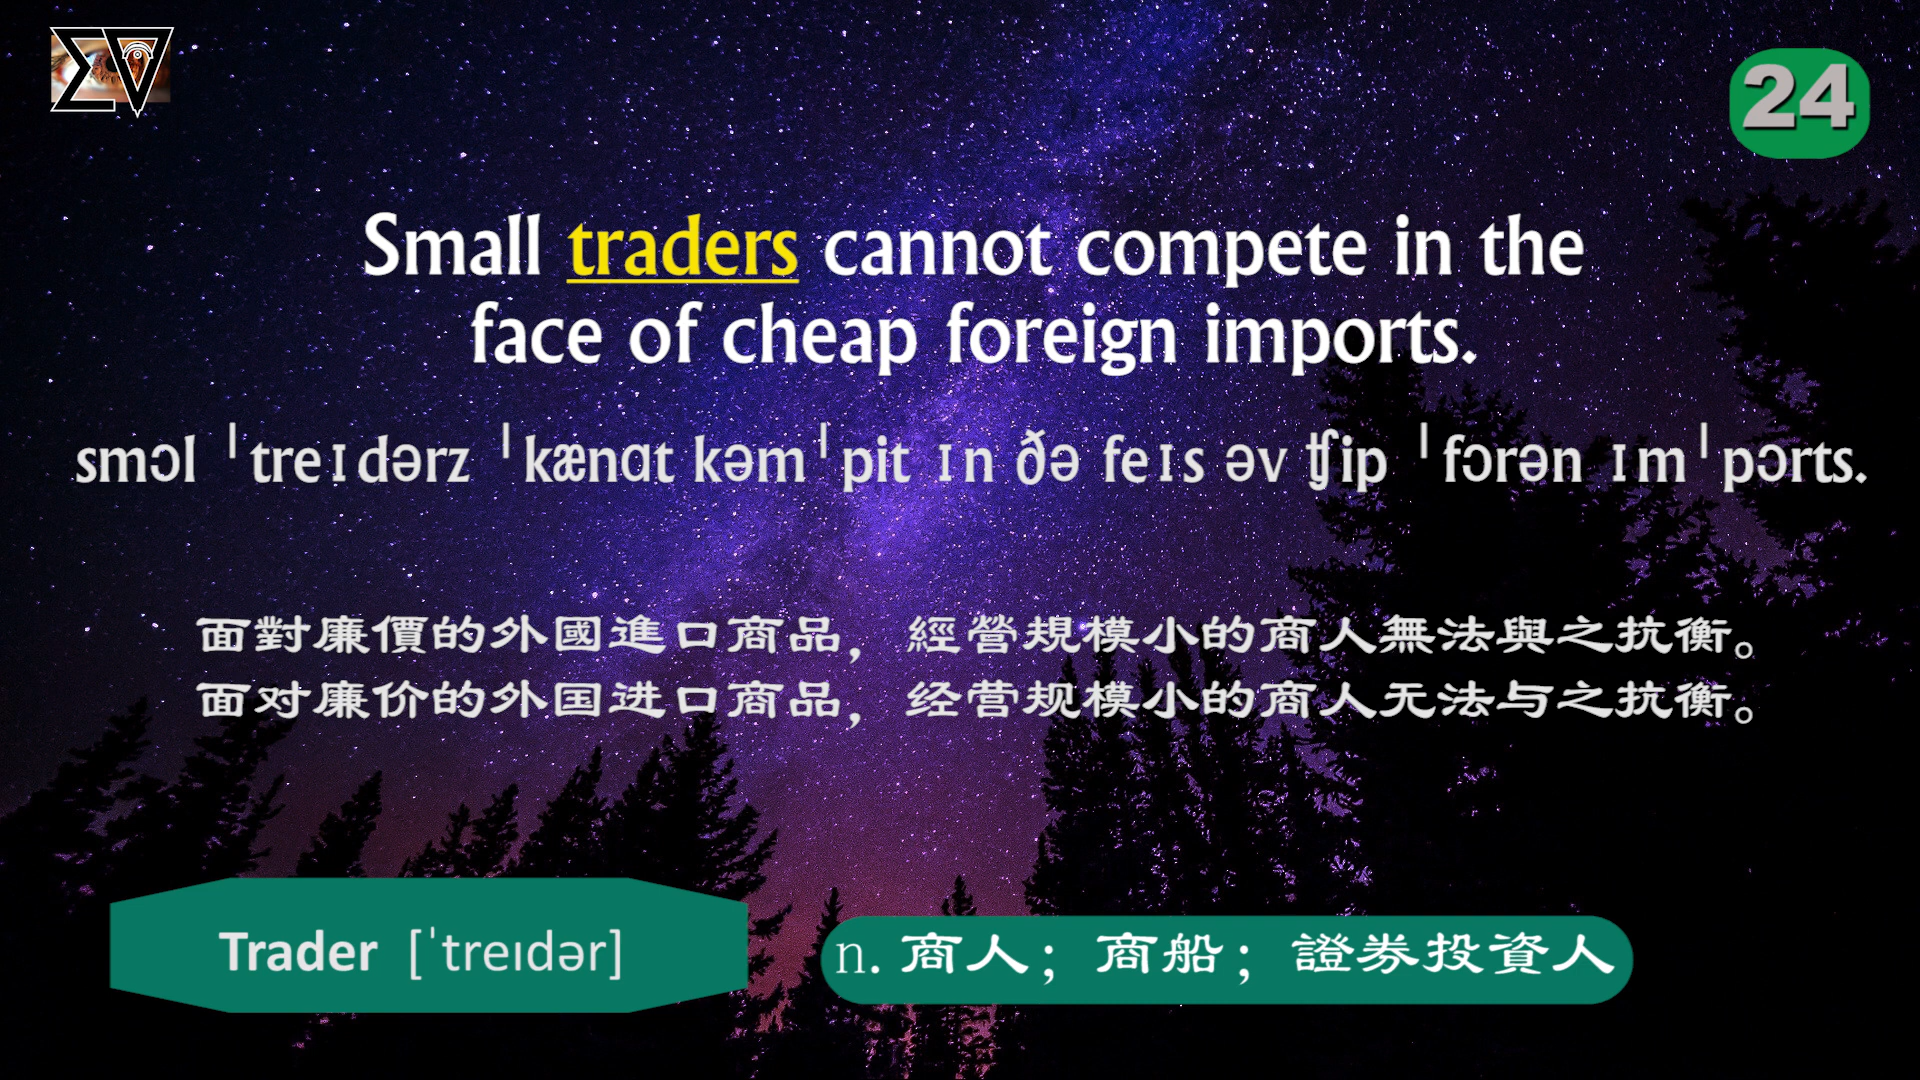 ΣV
24
Small traders cannot compete in the
face of cheap foreign imports.
smɔl ˈtreɪdərz ˈkænɑt kəmˈpit ɪn ðə feɪs əv ʧip ˈfɔrən ɪmˈpɔrts.
面對廉價的外國進口商品，經營規模小的商人無法與之抗衡。
面对廉价的外国进口商品，经营规模小的商人无法与之抗衡。
Trader [ˈtreɪdər]
n. 商人；商船；證券投資人